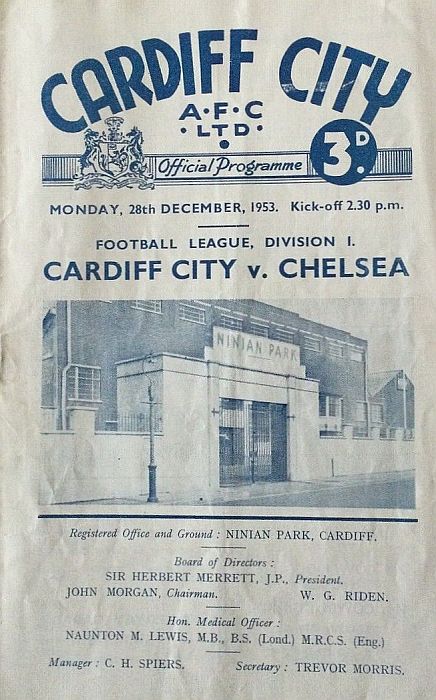 CARDIFF CITY
A·F·C
·LTD·
Official Programme 3D.
MONDAY, 28th DECEMBER, 1953. Kick-off 2.30 p.m.
FOOTBALL LEAGUE, DIVISION I.
CARDIFF CITY v. CHELSEA
NINIAN PARK
Registered Office and Ground : NINIAN PARK, CARDIFF.
Board of Directors :
SIR HERBERT MERRETT, J.P., President.
JOHN MORGAN, Chairman. W. G. RIDEN.
Hon. Medical Officer :
NAUNTON M. LEWIS, M.B., B.S. (Lond.) M.R.C.S. (Eng.)
Manager : C. H. SPIERS. Secretary : TREVOR MORRIS.